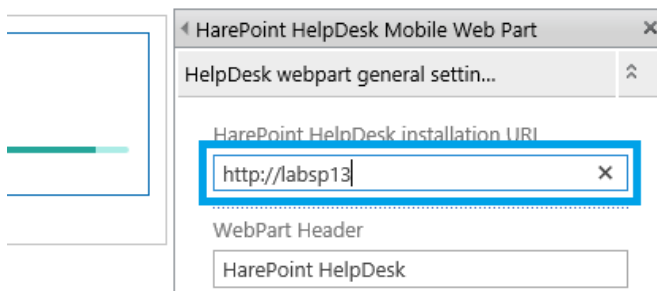 HarePoint HelpDesk Mobile Web Part
HelpDesk webpart general settin...
HarePoint HelpDesk installation URL
http://labsp13
WebPart Header
HarePoint HelpDesk